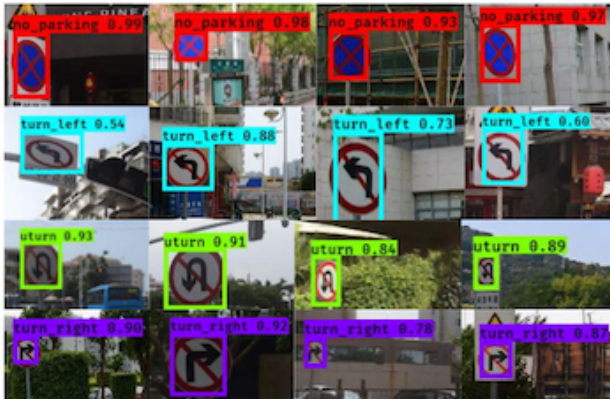 no_parking 0.99
no_parking 0.98
no_parking 0.93
no_parking 0.97
turn_left 0.54
turn_left 0.88
turn_left 0.73
turn_left 0.60
uturn 0.93
uturn 0.91
uturn 0.84
uturn 0.89
turn_right 0.90
turn_right 0.92
turn_right 0.78
turn_right 0.87